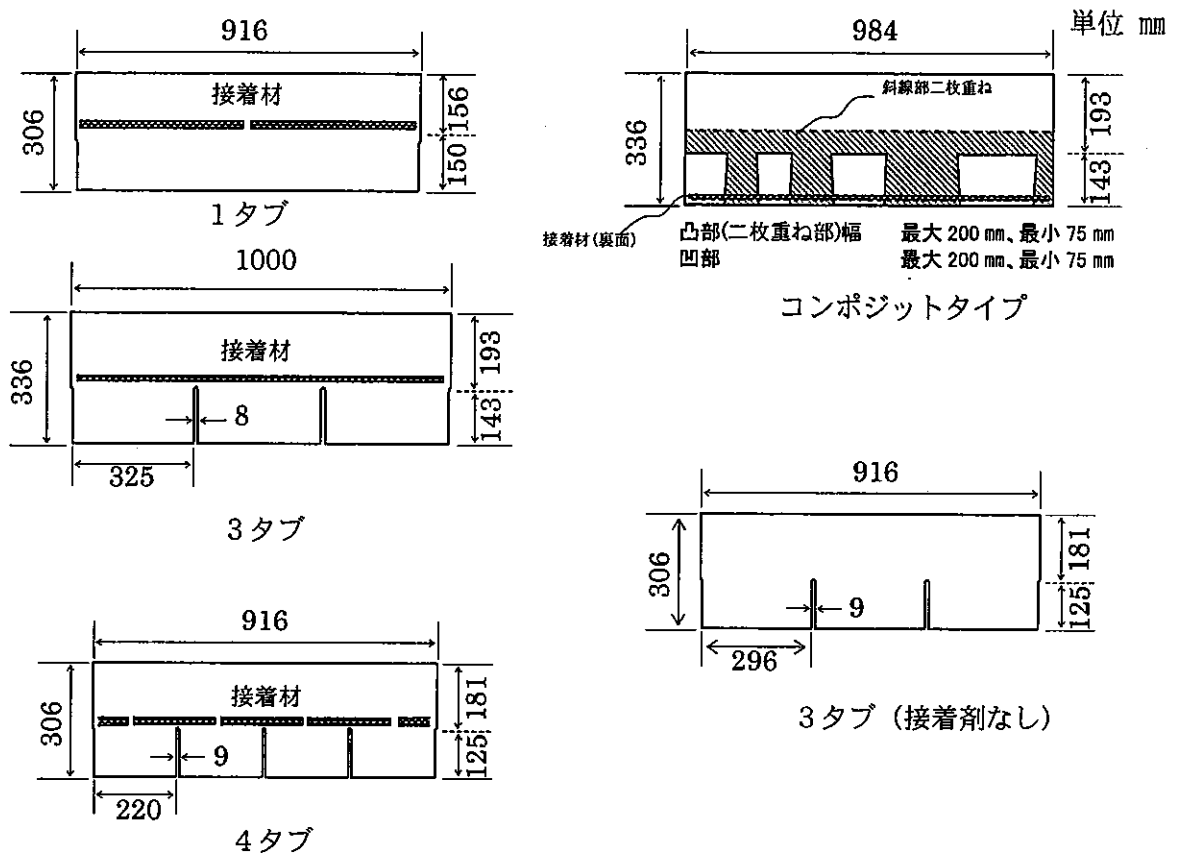 単位 mm
916
接着材
306
156
150
1タブ
984
斜線部二枚重ね
336
193
143
接着材(裏面)
凸部(二枚重ね部)幅 最大 200 mm、最小 75 mm
凹部 最大 200 mm、最小 75 mm
コンポジットタイプ
1000
接着材
336
193
143
8
325
3タブ
916
306
181
125
9
296
3タブ（接着剤なし）
916
接着材
306
181
125
9
220
4タブ